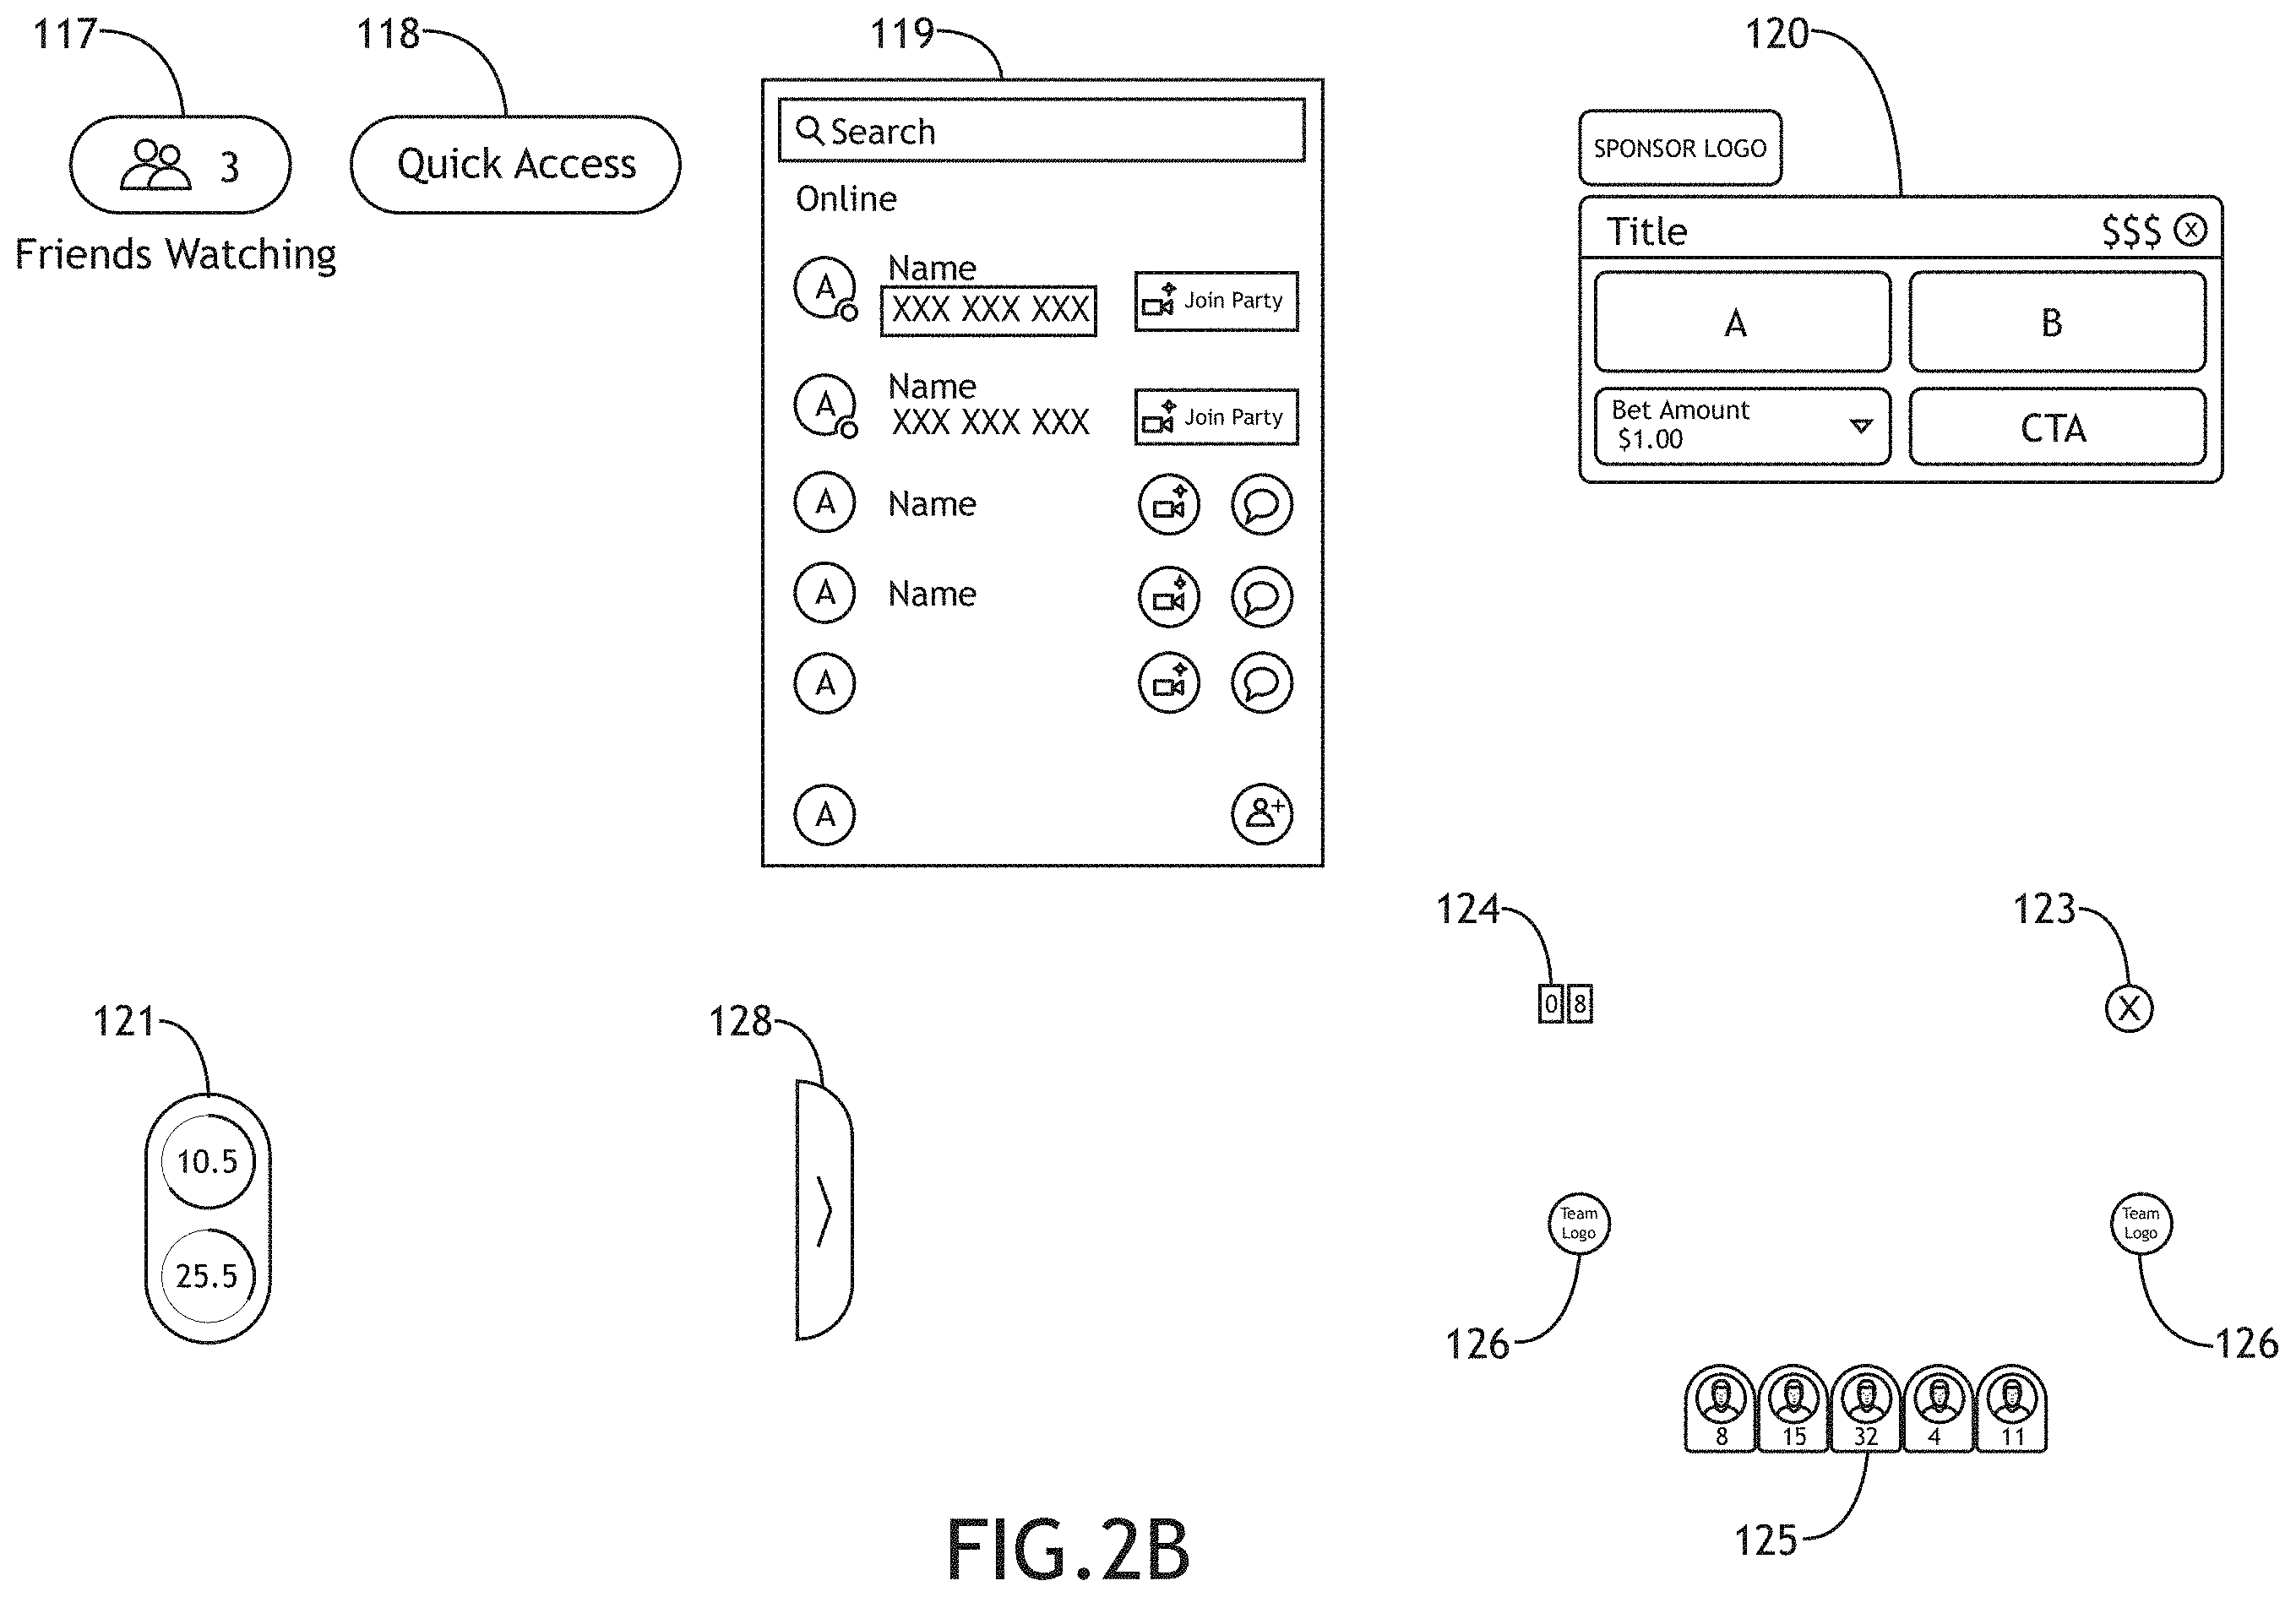 117
118
119
120
3
Quick Access
Friends Watching
Search
Online
A
Name
XXX XXX XXX
Join Party
A
Name
XXX XXX XXX
Join Party
A
Name
A
Name
A
A
SPONSOR LOGO
Title
$$$
X
A
B
Bet Amount
$1.00
CTA
124
123
0 8
X
121
128
10.5
25.5
Team
Logo
Team
Logo
126
126
8
15
32
4
11
125
FIG.2B